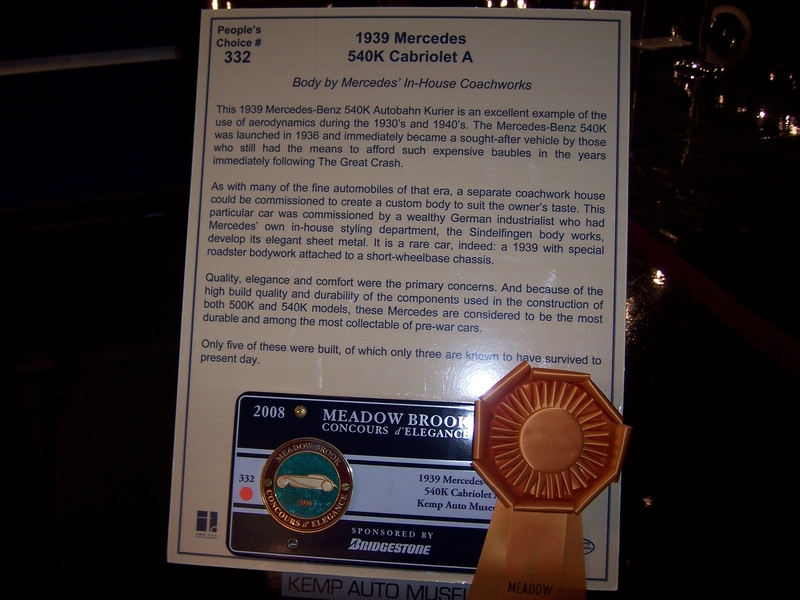 People's
Choice #
332
1939 Mercedes
540K Cabriolet A
Body by Mercedes' In-House Coachworks
This 1939 Mercedes-Benz 540K Autobahn Kurier is an excellent example of the
use of aerodynamics during the 1930's and 1940's. The Mercedes-Benz 540K
was launched in 1936 and immediately became a sought-after vehicle by those
who still had the means to afford such expensive baubles in the years
immediately following The Great Crash.
As with many of the fine automobiles of that era, a separate coachwork house
could be commissioned to create a custom body to suit the owner's taste. This
particular car was commissioned by a wealthy German industrialist who had
Mercedes' own in-house styling department, the Sindelfingen body works,
develop its elegant sheet metal. It is a rare car, indeed: a 1939 with special
roadster bodywork attached to a short-wheelbase chassis.
Quality, elegance and comfort were the primary concerns. And because of the
high build quality and durability of the components used in the construction of
both 500K and 540K models, these Mercedes are considered to be the most
durable and among the most collectable of pre-war cars.
Only five of these were built, of which only three are known to have survived to
present day.
2008 MEADOW BROOK
CONCOURS d'ELEGANCE
MEADOW BROOK
2008
CONCOURS d'ELEGANCE
332
1939 Mercedes-
540K Cabriolet
Kemp Auto Muse
SPONSORED BY
BRIDGESTONE
KEMP AUTO MUSE
MEADOW